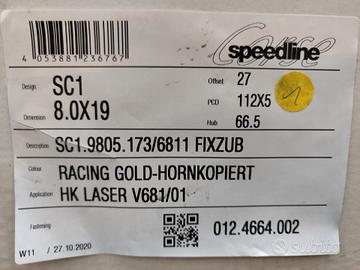 4 053881 236767
speedline
Corse
Design SC1
Offset 27
Dimension 8.0X19
PCD 112X5
Hub 66.5
Description SC1.9805.173/6811 FIXZUB
Colour RACING GOLD-HORNKOPIERT
Application HK LASER V681/01
Fastening 012.4664.002
W11 / 27.10.2020
subito